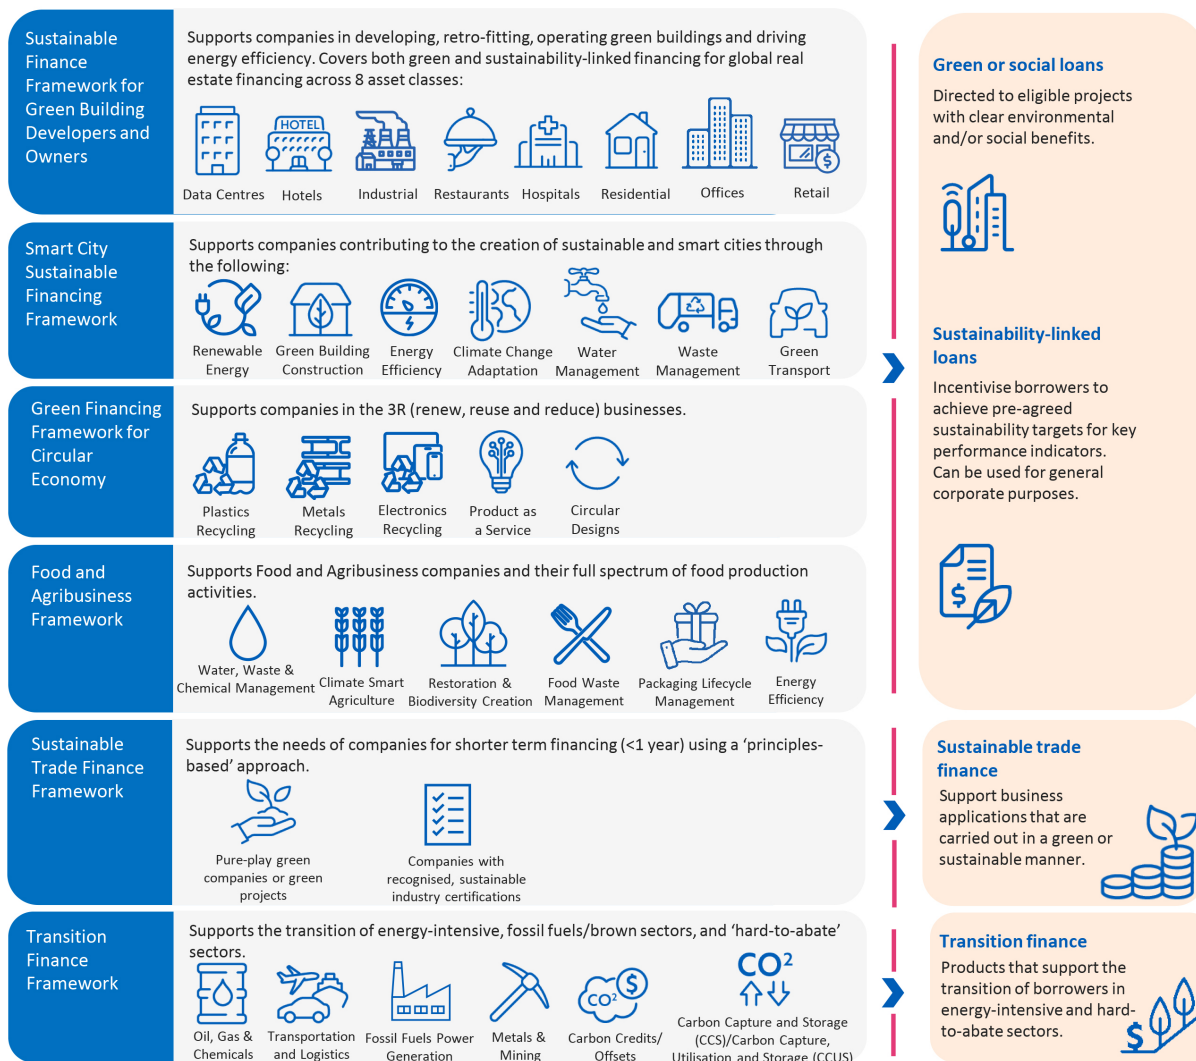 Sustainable
Finance
Framework for
Green Building
Developers and
Owners
Supports companies in developing, retro-fitting, operating green buildings and driving
energy efficiency. Covers both green and sustainability-linked financing for global real
estate financing across 8 asset classes:
HOTEL
$
Data Centres
Hotels
Industrial
Restaurants
Hospitals
Residential
Offices
Retail
Smart City
Sustainable
Financing
Framework
Supports companies contributing to the creation of sustainable and smart cities through
the following:
Renewable
Energy
Green Building
Construction
Energy
Efficiency
Climate Change
Adaptation
Water
Management
Waste
Management
Green
Transport
Green Financing
Framework for
Circular
Economy
Supports companies in the 3R (renew, reuse and reduce) businesses.
Plastics
Recycling
Metals
Recycling
Electronics
Recycling
Product as
a Service
Circular
Designs
Food and
Agribusiness
Framework
Supports Food and Agribusiness companies and their full spectrum of food production
activities.
Water, Waste &
Chemical Management
Climate Smart
Agriculture
Restoration &
Biodiversity Creation
Food Waste
Management
Packaging Lifecycle
Management
Energy
Efficiency
Green or social loans
Directed to eligible projects
with clear environmental
and/or social benefits.
Sustainability-linked
loans
Incentivise borrowers to
achieve pre-agreed
sustainability targets for key
performance indicators.
Can be used for general
corporate purposes.
$
Sustainable
Trade Finance
Framework
Supports the needs of companies for shorter term financing (<1 year) using a ‘principles-
based’ approach.
Pure-play green
companies or green
projects
Companies with
recognised, sustainable
industry certifications
Sustainable trade
finance
Support business
applications that are
carried out in a green or
sustainable manner.
Transition
Finance
Framework
Supports the transition of energy-intensive, fossil fuels/brown sectors, and ‘hard-to-abate’
sectors.
CO²
$
CO²
Oil, Gas &
Chemicals
Transportation
and Logistics
Fossil Fuels Power
Generation
Metals &
Mining
Carbon Credits/
Offsets
Carbon Capture and Storage
(CCS)/Carbon Capture,
Utilisation and Storage (CCUS)
Transition finance
Products that support the
transition of borrowers in
energy-intensive and hard-
to-abate sectors.
$